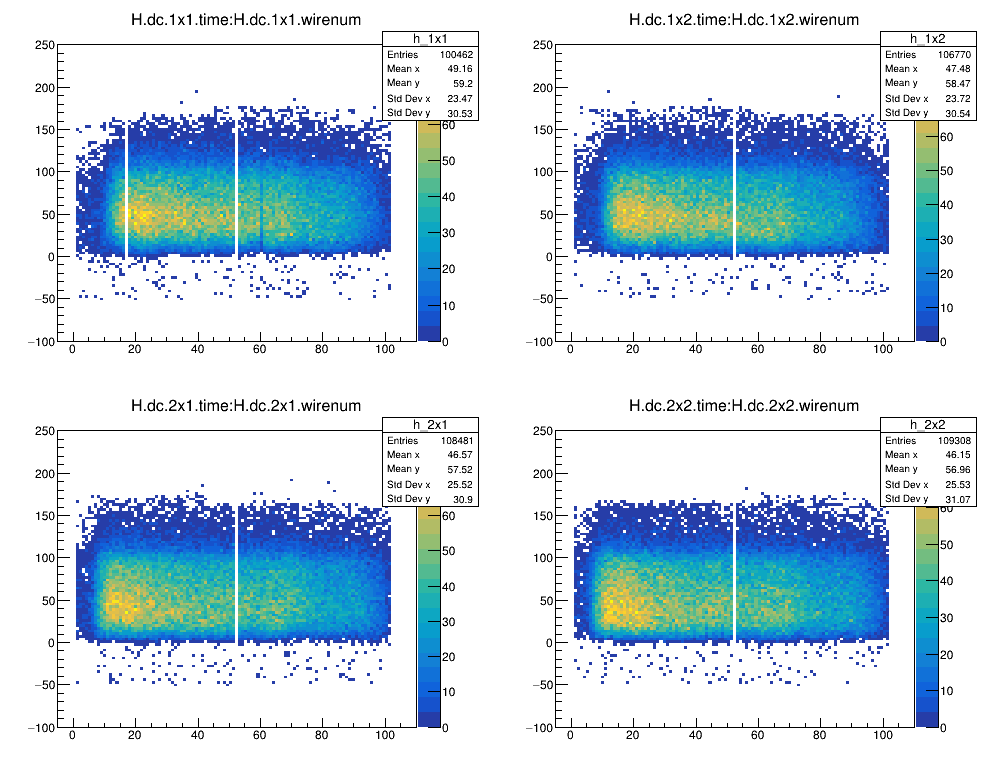 H.dc.1x1.time:H.dc.1x1.wirenum
h_1x1
Entries 100462
Mean x 49.16
Mean y 59.2
Std Dev x 23.47
Std Dev y 30.53
250
200
150
100
50
0
−50
−100
0 20 40 60 80 100
60
50
40
30
20
10
0
H.dc.1x2.time:H.dc.1x2.wirenum
h_1x2
Entries 106770
Mean x 47.48
Mean y 58.47
Std Dev x 23.72
Std Dev y 30.54
250
200
150
100
50
0
−50
−100
0 20 40 60 80 100
60
50
40
30
20
10
0
H.dc.2x1.time:H.dc.2x1.wirenum
h_2x1
Entries 108481
Mean x 46.57
Mean y 57.52
Std Dev x 25.52
Std Dev y 30.9
250
200
150
100
50
0
−50
−100
0 20 40 60 80 100
60
50
40
30
20
10
0
H.dc.2x2.time:H.dc.2x2.wirenum
h_2x2
Entries 109308
Mean x 46.15
Mean y 56.96
Std Dev x 25.53
Std Dev y 31.07
250
200
150
100
50
0
−50
−100
0 20 40 60 80 100
60
50
40
30
20
10
0